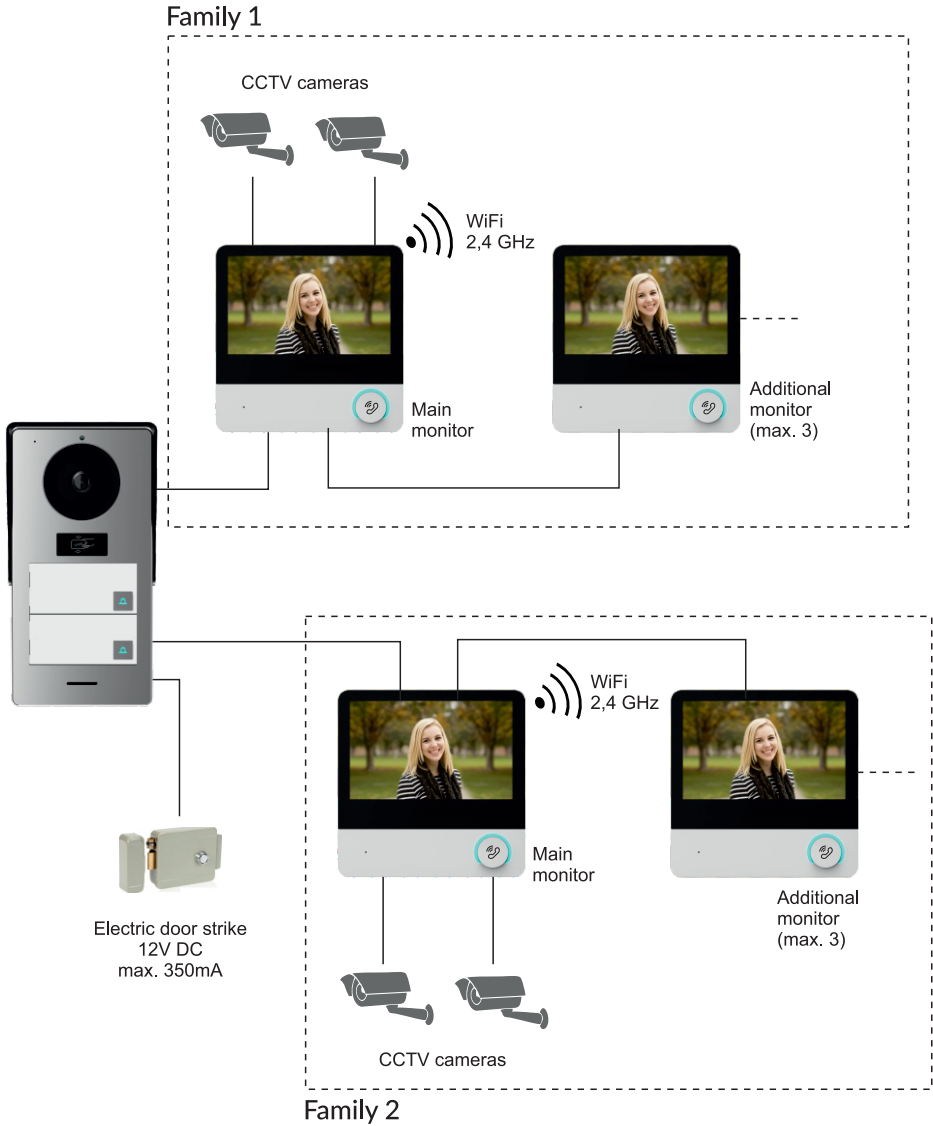 Family 1
CCTV cameras
WiFi
2,4 GHz
Main
monitor
Additional
monitor
(max. 3)
WiFi
2,4 GHz
Main
monitor
Additional
monitor
(max. 3)
Electric door strike
12V DC
max. 350mA
CCTV cameras
Family 2